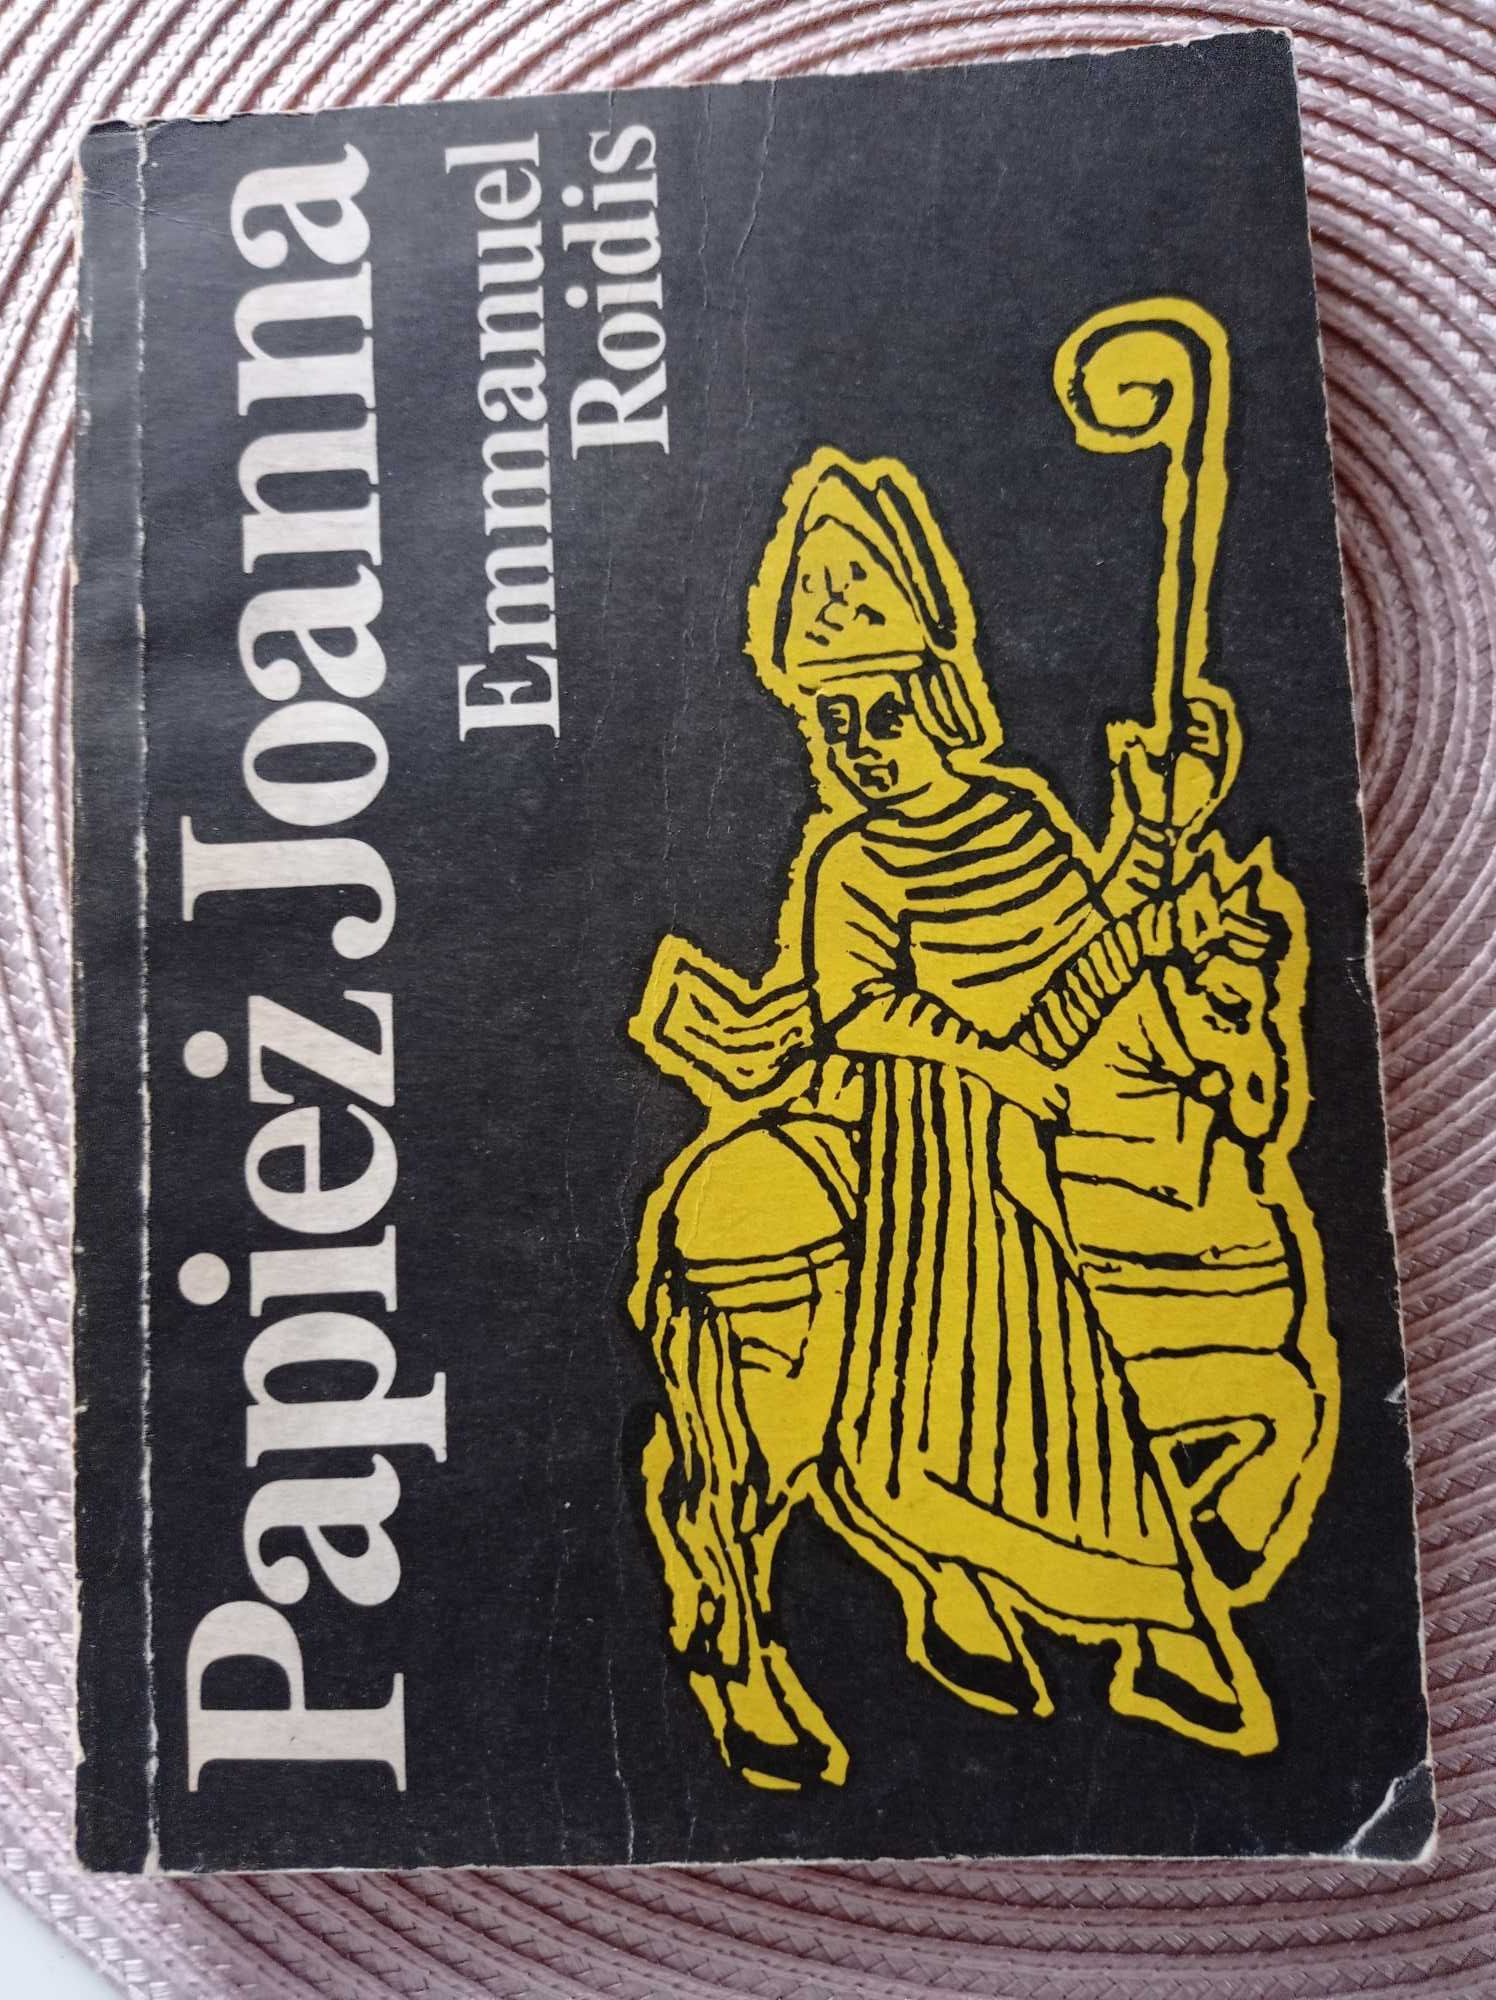 Papież Joanna
Emmanuel
Roidis